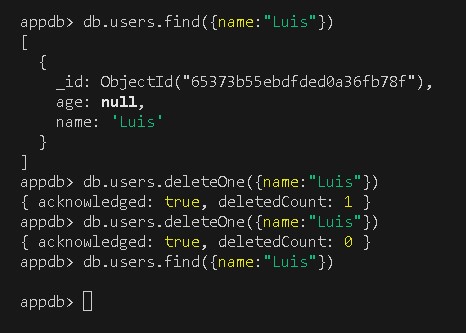 appdb> db.users.find({name:"Luis"})
[
  {
    _id: ObjectId("65373b55ebdfded0a36fb78f"),
    age: null,
    name: 'Luis'
  }
]
appdb> db.users.deleteOne({name:"Luis"})
{ acknowledged: true, deletedCount: 1 }
appdb> db.users.deleteOne({name:"Luis"})
{ acknowledged: true, deletedCount: 0 }
appdb> db.users.find({name:"Luis"})
appdb>